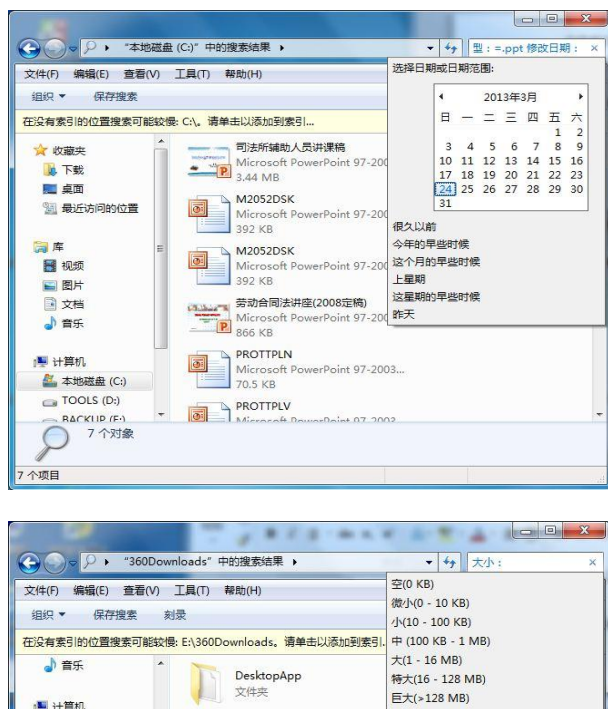 "本地磁盘 (C:)"中的搜索结果
型：=.ppt 修改日期：
文件(F) 编辑(E) 查看(V) 工具(T) 帮助(H)
组织 保存搜索
在没有索引的位置搜索可能较慢: C:\。请单击以添加到索引...
收藏夹
下载
桌面
最近访问的位置
库
视频
图片
文档
音乐
计算机
本地磁盘 (C:)
TOOLS (D:)
BACKUP (E:)
司法所辅助人员讲课稿
Microsoft PowerPoint 97-200
3.44 MB
M2052DSK
Microsoft PowerPoint 97-200
392 KB
M2052DSK
Microsoft PowerPoint 97-200
392 KB
劳动合同法讲座(2008定稿)
Microsoft PowerPoint 97-200
866 KB
PROTTPLN
Microsoft PowerPoint 97-2003...
70.5 KB
PROTTPLV
Microsoft PowerPoint 97-2003
选择日期或日期范围:
2013年3月
日 一 二 三 四 五 六
1 2
3 4 5 6 7 8 9
10 11 12 13 14 15 16
17 18 19 20 21 22 23
24 25 26 27 28 29 30
31
很久以前
今年的早些时候
这个月的早些时候
上星期
这星期的早些时候
昨天
7 个对象
7 个项目
"360Downloads" 中的搜索结果
大小：
文件(F) 编辑(E) 查看(V) 工具(T) 帮助(H)
组织 保存搜索 刻录
在没有索引的位置搜索可能较慢: E:\360Downloads。请单击以添加到索引.
音乐
计算机
DesktopApp
文件夹
空(0 KB)
微小(0 - 10 KB)
小(10 - 100 KB)
中 (100 KB - 1 MB)
大(1 - 16 MB)
特大(16 - 128 MB)
巨大(>128 MB)